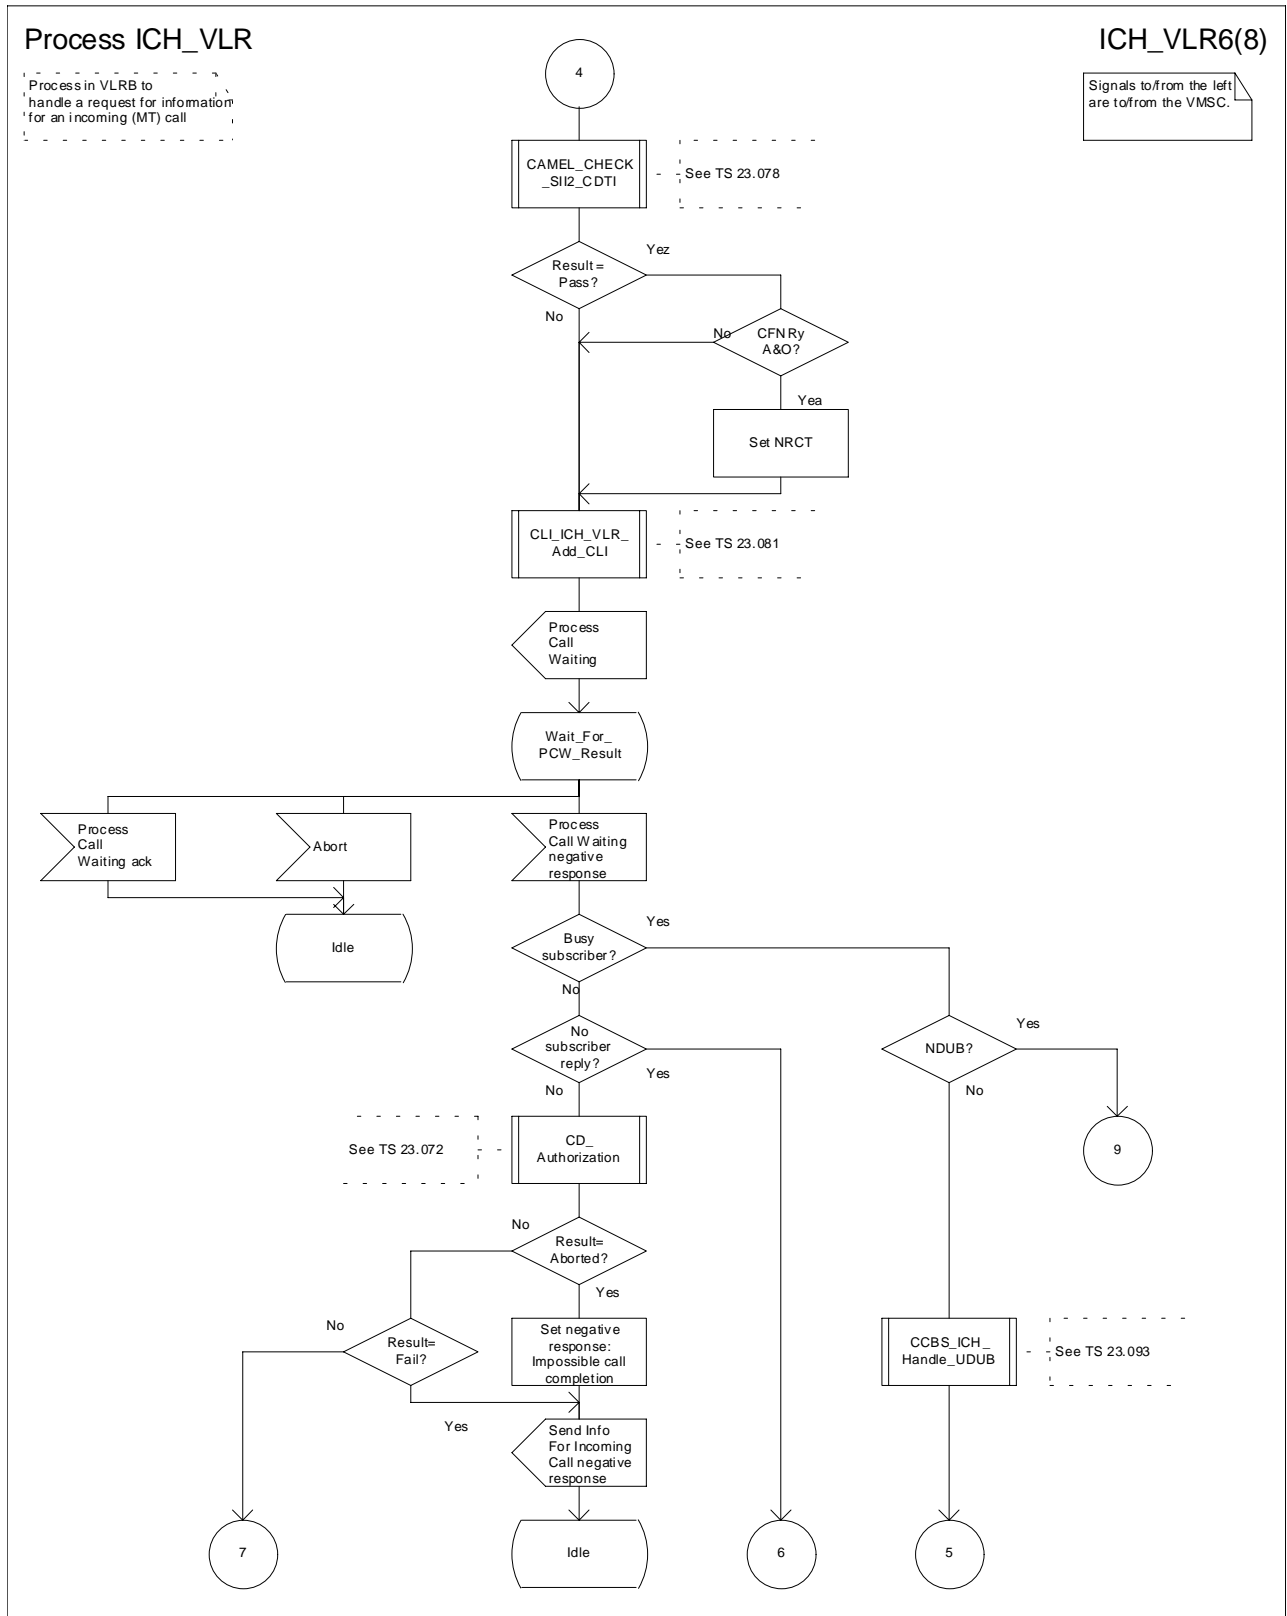 Process ICH_VLR
ICH_VLR6(8)
Process in VLRB to
handle a request for information
for an incoming (MT) call
Signals to/from the left
are to/from the VMSC.
4
CAMEL_CHECK
_SII2_CDTI
See TS 23.078
Result =
Pass?
Yez
No
CFNRy
A&O?
No
Yea
Set NRCT
CLI_ICH_VLR_
Add_CLI
See TS 23.081
Process
Call
Waiting
Wait_For_
PCW_Result
Process
Call
Waiting ack
Abort
Process
Call Waiting
negative
response
Idle
Busy
subscriber?
Yes
No
No
subscriber
reply?
Yes
No
NDUB?
Yes
No
9
See TS 23.072
CD_
Authorization
Result=
Aborted?
No
Yes
Result=
Fail?
No
Yes
Set negative
response:
Impossible call
completion
CCBS_ICH_
Handle_UDUB
See TS 23.093
Send Info
For Incoming
Call negative
response
7
Idle
6
5